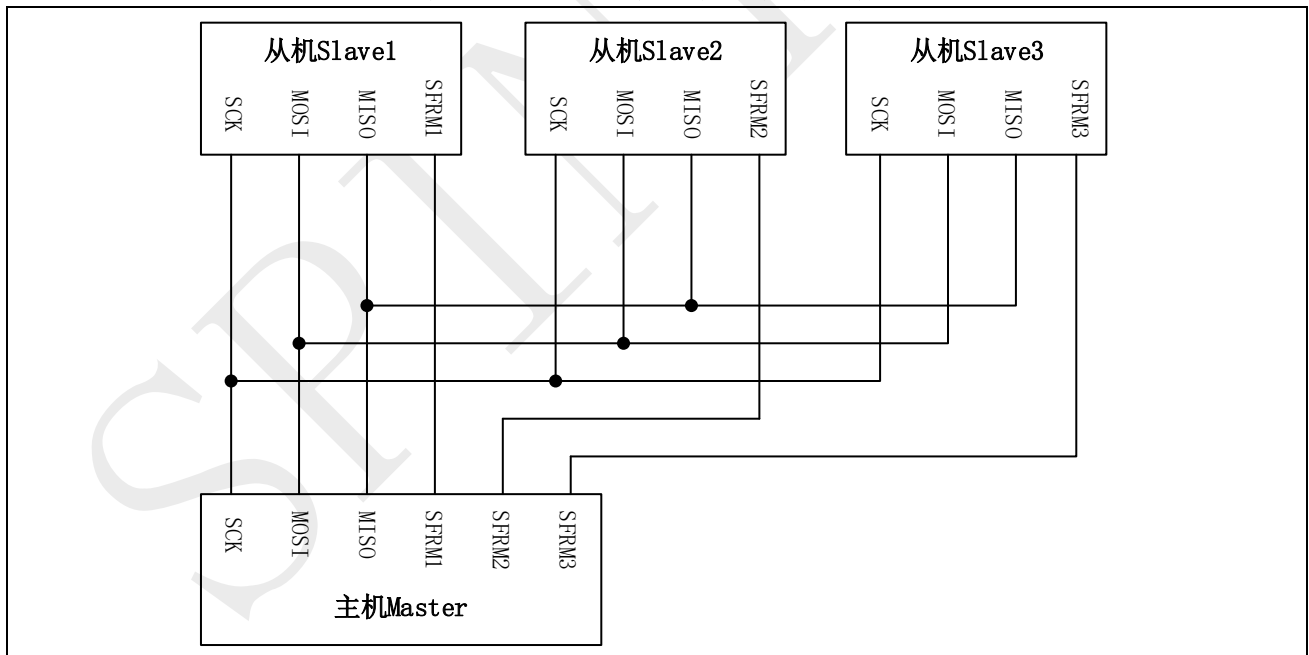 从机Slave1
SCK
MOSI
MISO
SFRM1
从机Slave2
SCK
MOSI
MISO
SFRM2
从机Slave3
SCK
MOSI
MISO
SFRM3
SCK
MOSI
MISO
SFRM1
SFRM2
SFRM3
主机Master